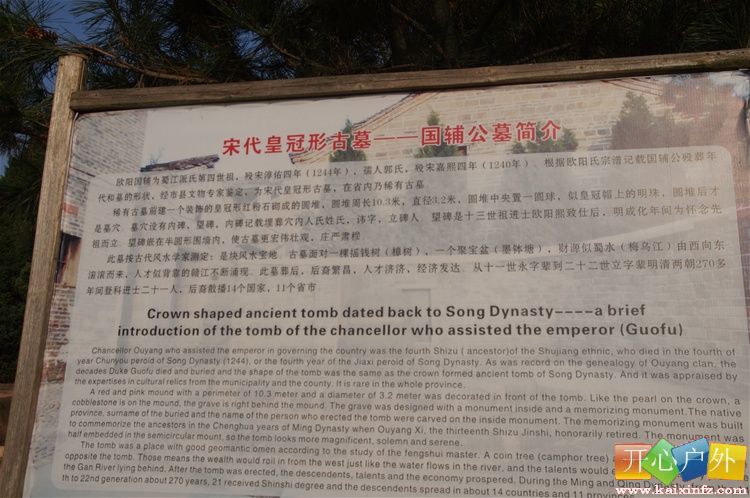 宋代皇冠形古墓——国辅公墓简介
欧阳国辅为蜀江派氏第四世祖，殁宋淳佑四年（1244年），孺人郭氏，殁宋嘉熙四年（1240年）．根据欧阳氏宗谱记载国辅公殁葬年
代和墓的形状，经市县文物专家鉴定，为宋代皇冠形古墓，在省内乃稀有古墓．
稀有古墓前建一个装饰的皇冠形红粉石砌成的圆堆，圆堆周长10.3米，直径3.2米，圆堆中央置一圆球，似皇冠帽上的明珠，圆堆后才
是墓穴．墓穴设有内碑、望碑，内碑记载埋葬穴内人氏姓氏，讳字，立碑人．望碑是十三世祖进士欧阳熙致仕后，明成化年间为怀念先
祖而立．望碑嵌在半圆形围墙内，使古墓更宏伟壮观，庄严肃穆．
此墓按古代风水学家测定：是块风水宝地．古墓面对一棵摇钱树（樟树），一个聚宝盆（墨钵塘），财源似蜀水（梅乌江）由西向东
滚滚而来，人才似背靠的赣江不断涌现．此墓葬后，后裔繁昌，人才济济，经济发达．从十一世永字辈到二十二世立字辈明清两朝270多
年间登科进士二十一人，后裔散播14个国家，11个省市．
Crown shaped ancient tomb dated back to Song Dynasty----a brief
introduction of the tomb of the chancellor who assisted the emperor (Guofu)
Chancellor Ouyang who assisted the emperor in governing the country was the fourth Shizu ( ancestor)of the Shujiang ethnic, who died in the fourth of
year Chunyou peroid of Song Dynasty (1244), or the fourth year of the Jiaxi peroid of Song Dynasty. As was record on the genealogy of Ouyang clan, the
decades Duke Guofu died and buried and the shape of the tomb was the same as the crown formed ancient tomb of Song Dynasty. And it was appraised by
the expertises in cultural relics from the municipality and the county. It is rare in the whole province.
A red and pink mound with a perimeter of 10.3 meter and a diameter of 3.2 meter was decorated in front of the tomb. Like the pearl on the crown, a
cobblestone is on the mound, the grave is right behind the mound. The grave was designed with a monument inside and a memorizing monument.The native
province, surname of the buried and the name of the person who erected the tomb were carved on the inside monument. The memorizing monument was built
to commemorize the ancestors in the Chenghua years of Ming Dynasty when Ouyang Xi, the thirteenth Shizu Jinshi, honorarily retired. The monument was
half embedded in the semicircular mount, so the tomb looks more magnificent, solemn and serene.
The tomb was a place with good geomantic omen according to the study of the fengshui master. A coin tree (camphor tree) a
opposite the tomb. Those means the wealth would roll in from the west just like the water flows in the river, and the talents would e
the Gan River lying behind. After the tomb was erected, the descendents, talents and the economy prospered. During the Ming and Qing D
th to 22nd generation about 270 years, 21 received Shinshi degree and the descendents spread in about 14 countries and 11 provin
开心户外
www.kaixinfz.com